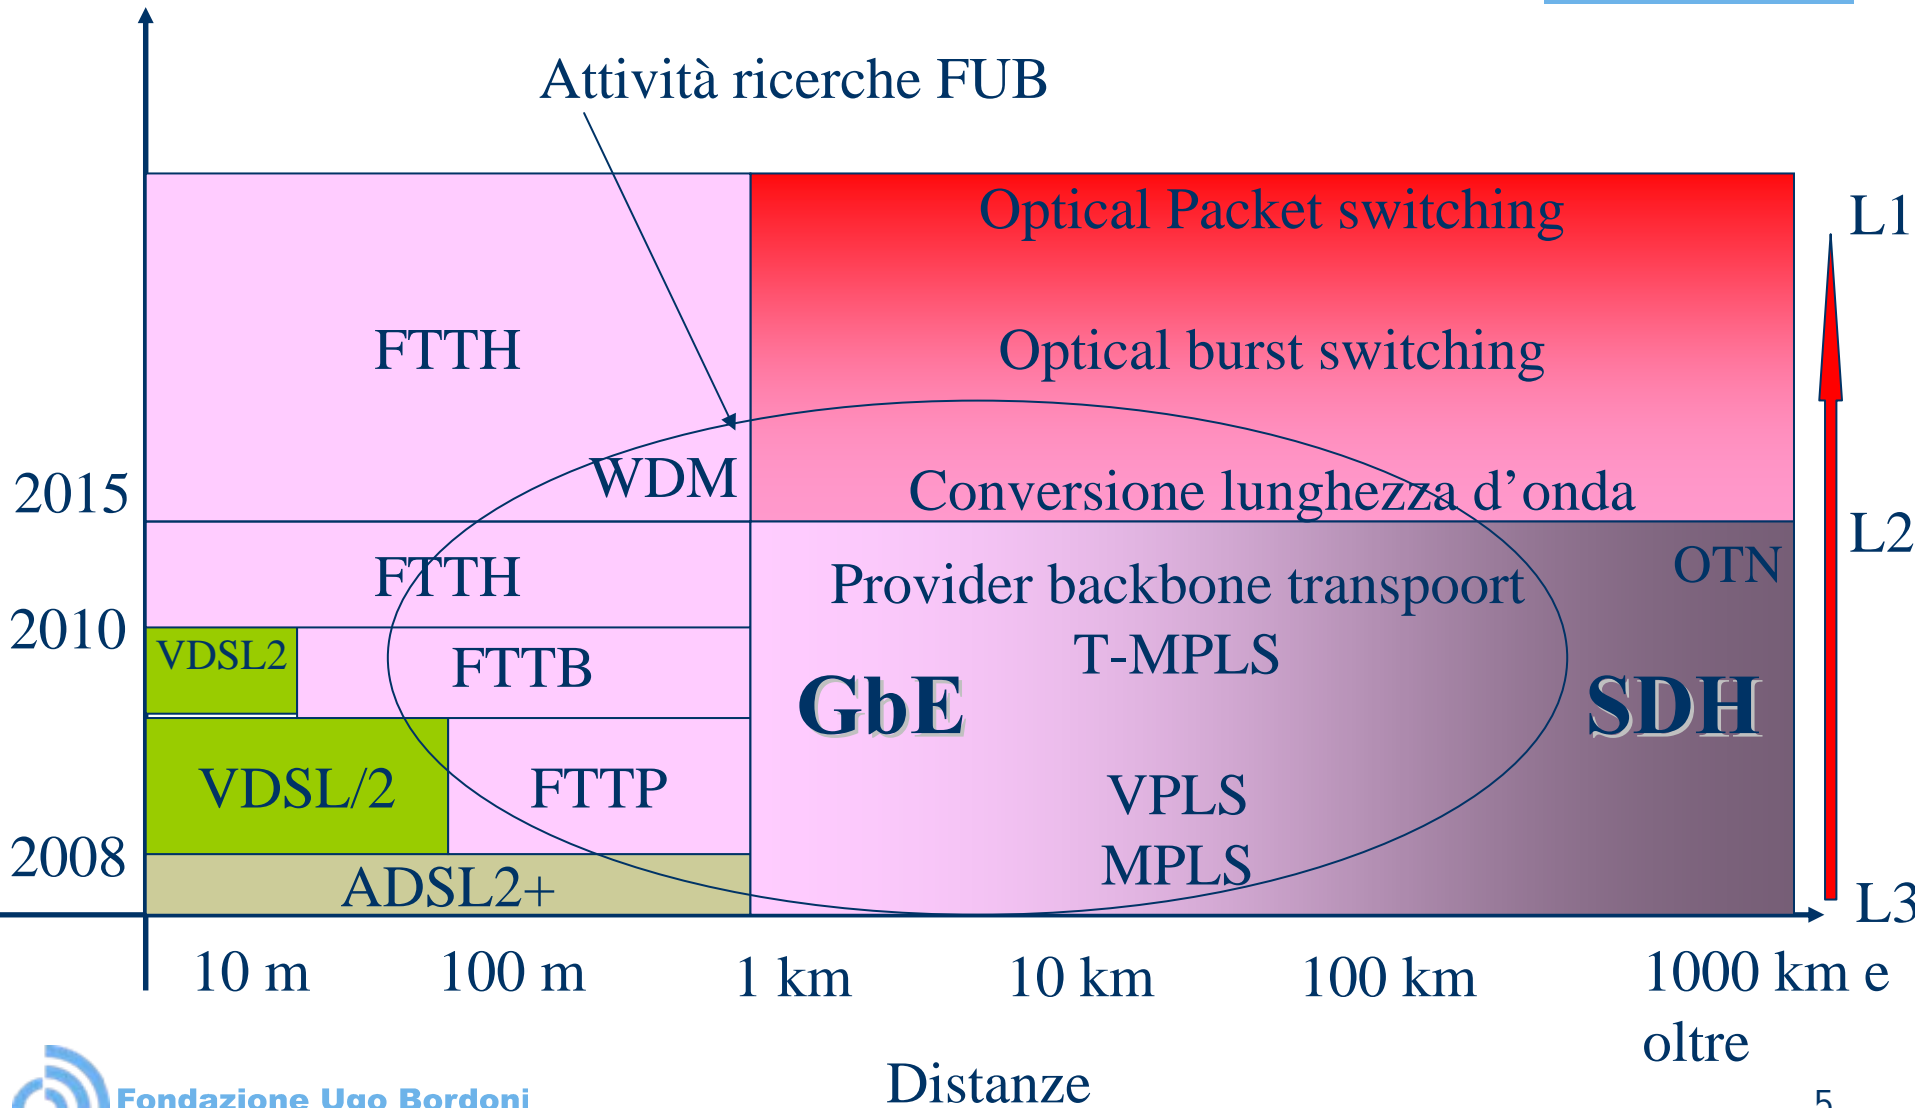 Attività ricerche FUB
Optical Packet switching
L1
FTTH
Optical burst switching
WDM
2015
Conversione lunghezza d’onda
L2
FTTH
Provider backbone transpoort
OTN
2010
VDSL2
FTTB
T-MPLS
GbE
SDH
VDSL/2
FTTP
VPLS
2008
MPLS
ADSL2+
L3
10 m
100 m
1 km
10 km
100 km
1000 km e
oltre
Distanze
Fondazione Ugo Bordoni
5